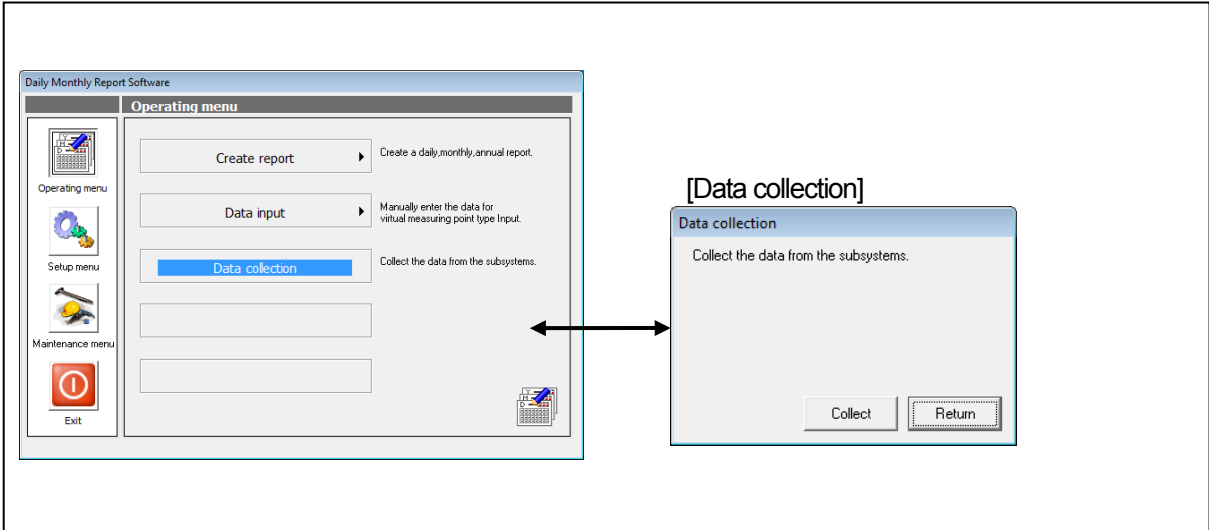 Daily Monthly Report Software
Operating menu
Operating menu
Setup menu
Maintenance menu
Exit
Create report
Create a daily,monthly,annual report.
Data input
Manually enter the data for
virtual measuring point type Input.
Data collection
Collect the data from the subsystems.
[Data collection]
Data collection
Collect the data from the subsystems.
Collect
Return